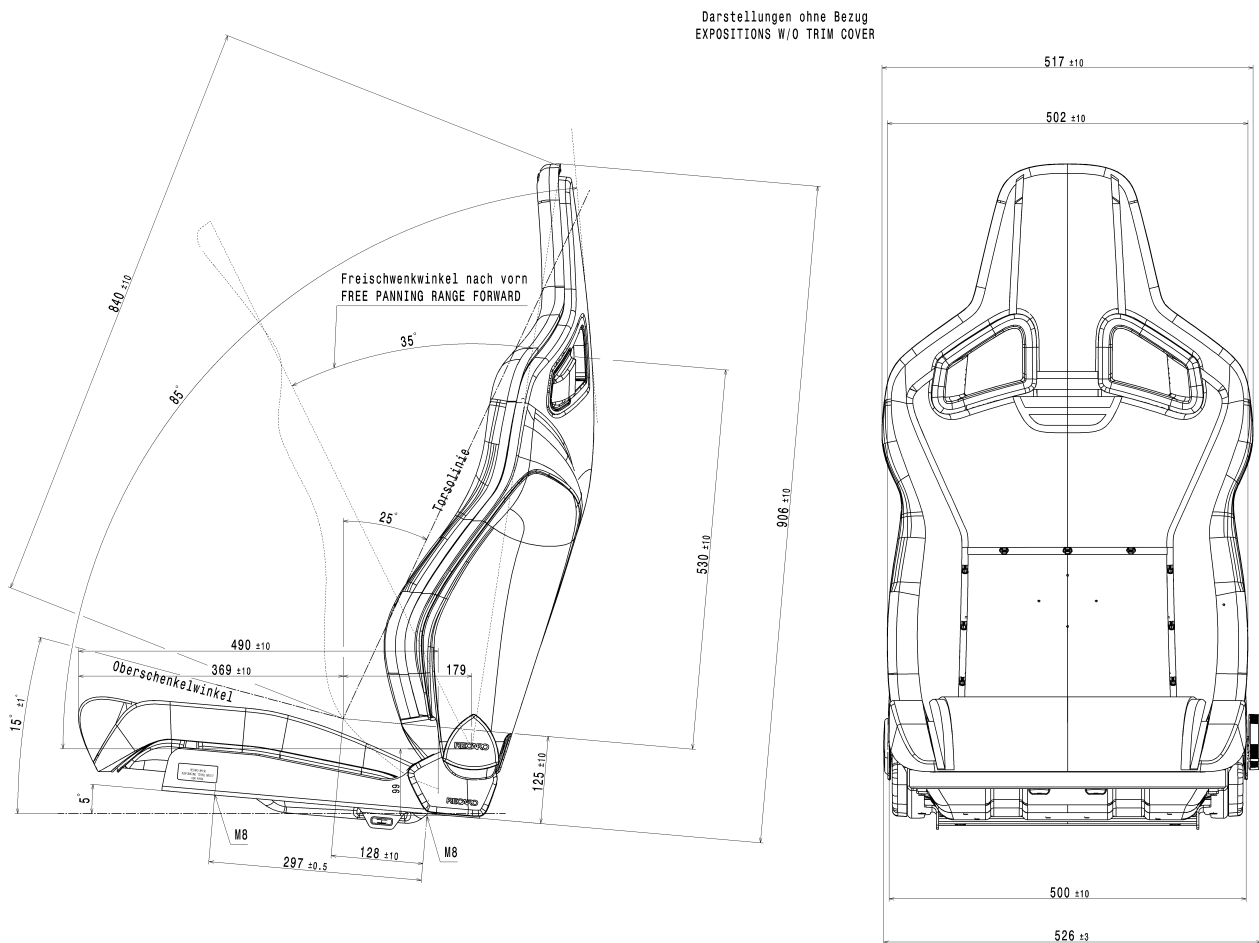 Darstellungen ohne Bezug
EXPOSITIONS W/O TRIM COVER
517 ±10
502 ±10
840 ±10
Freischwenkwinkel nach vorn
FREE PANNING RANGE FORWARD
35°
85°
Torsolinie
25°
906 ±10
530 ±10
490 ±10
369 ±10
179
Oberschenkelwinkel
15° ±1°
RECARO
125 ±10
99
5°
RECARO
M8
M8
128 ±10
297 ±0.5
500 ±10
526 ±3